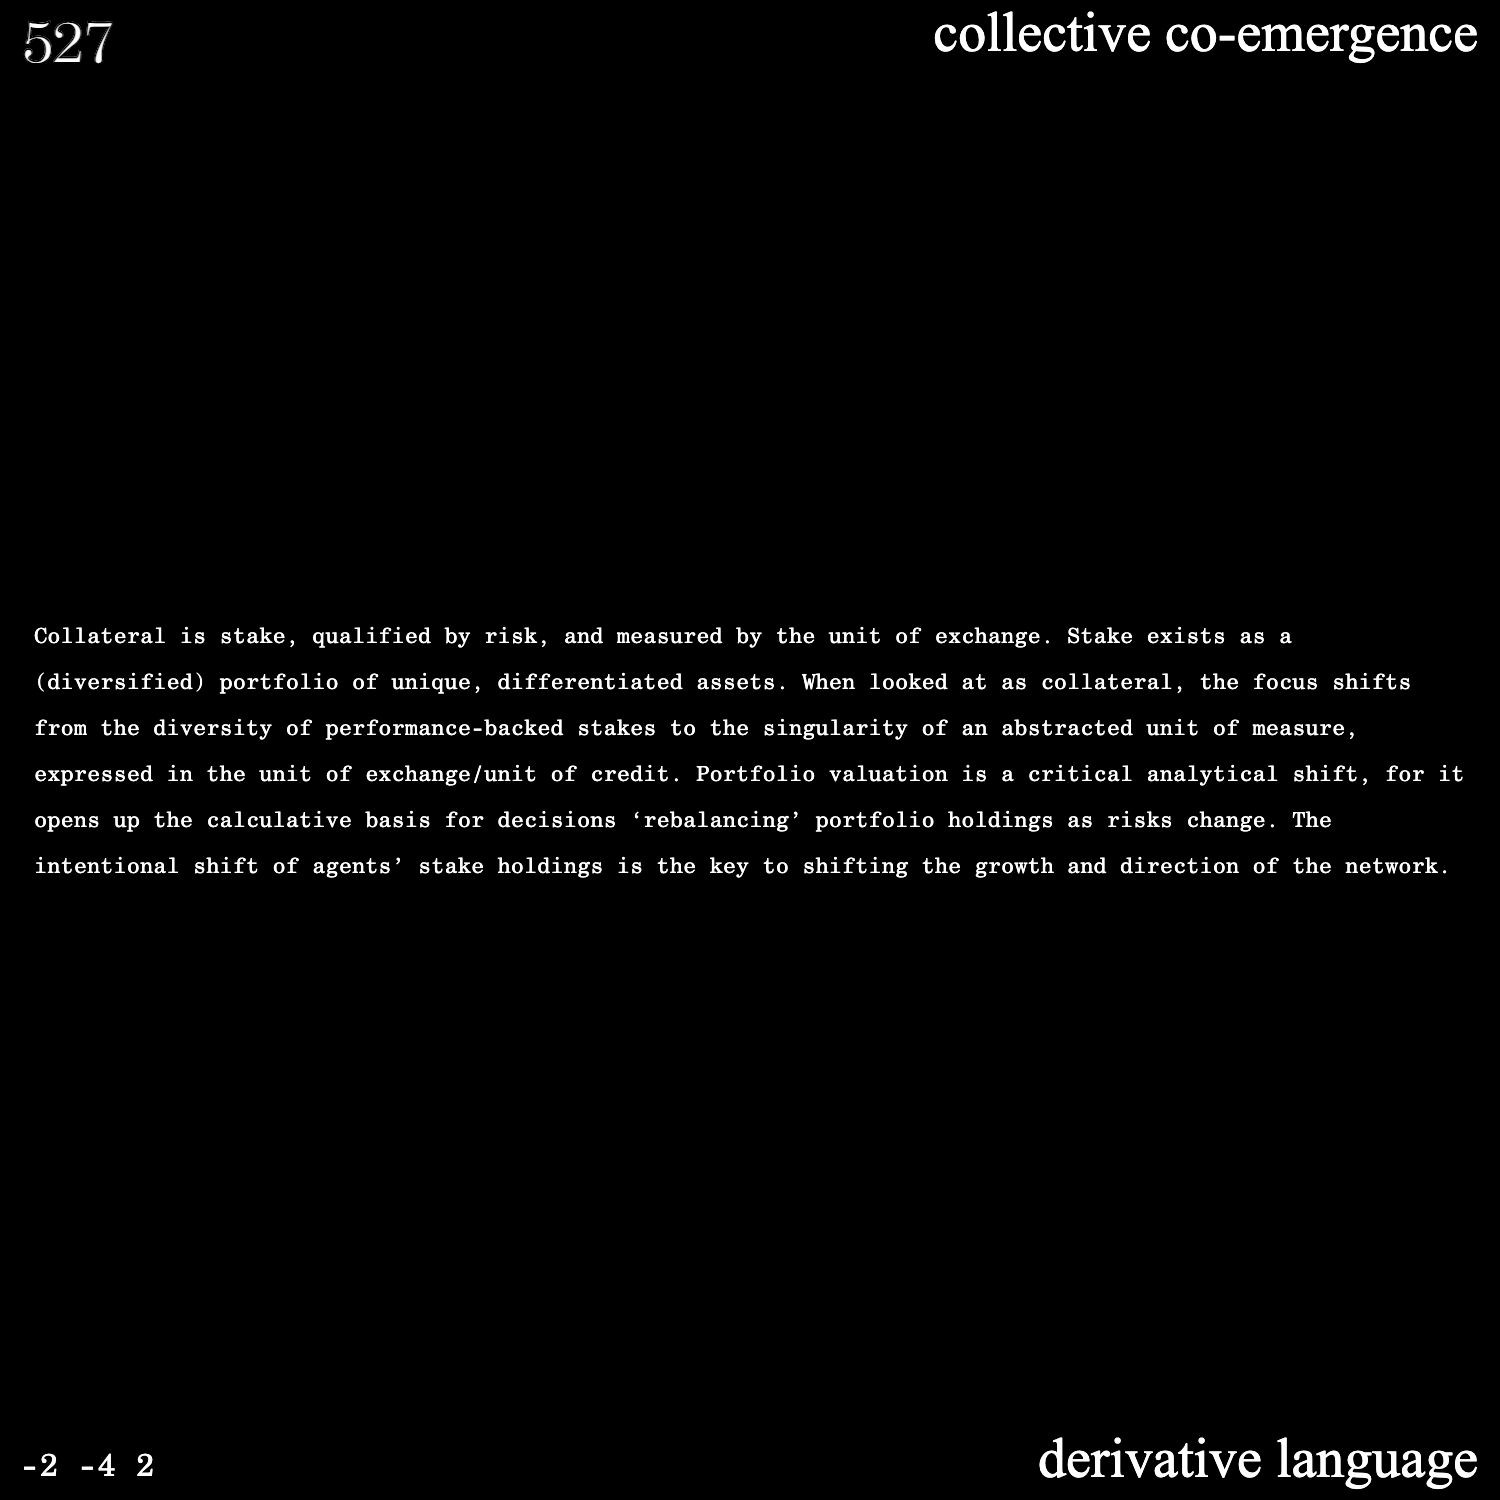 527
collective co-emergence
Collateral is stake, qualified by risk, and measured by the unit of exchange. Stake exists as a
(diversified) portfolio of unique, differentiated assets. When looked at as collateral, the focus shifts
from the diversity of performance-backed stakes to the singularity of an abstracted unit of measure,
expressed in the unit of exchange/unit of credit. Portfolio valuation is a critical analytical shift, for it
opens up the calculative basis for decisions ‘rebalancing’ portfolio holdings as risks change. The
intentional shift of agents’ stake holdings is the key to shifting the growth and direction of the network.
-2 -4 2
derivative language